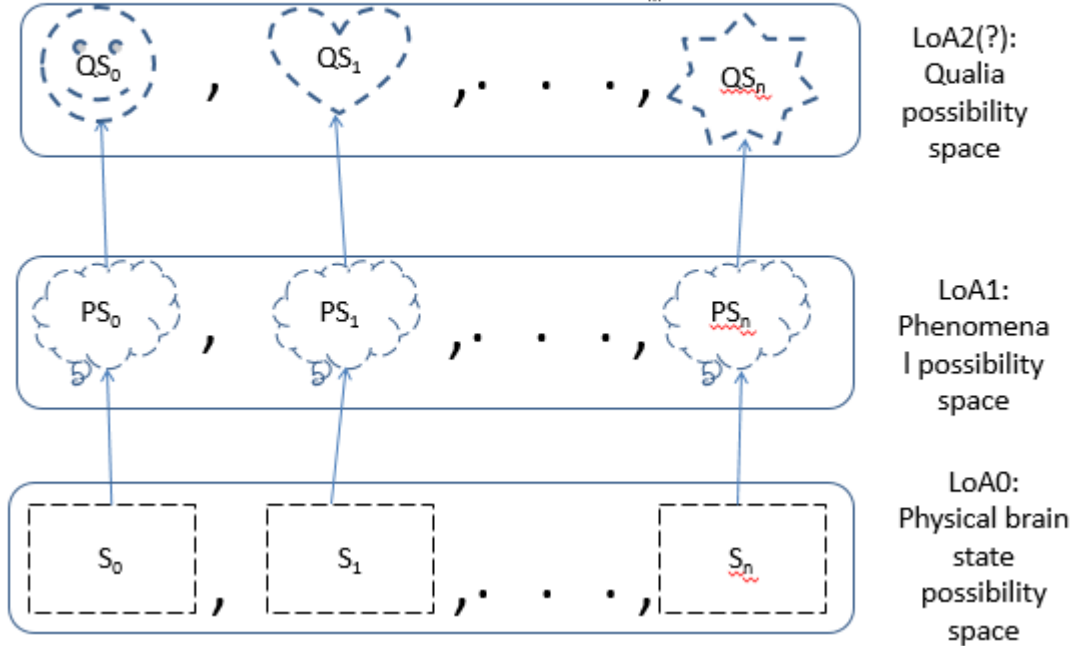 QS₀ , QS₁ ,. . ., QSₙ
LoA2(?):
Qualia
possibility
space
PS₀ , PS₁ ,. . ., PSₙ
LoA1:
Phenomena
l possibility
space
S₀ , S₁ ,. . ., Sₙ
LoA0:
Physical brain
state
possibility
space